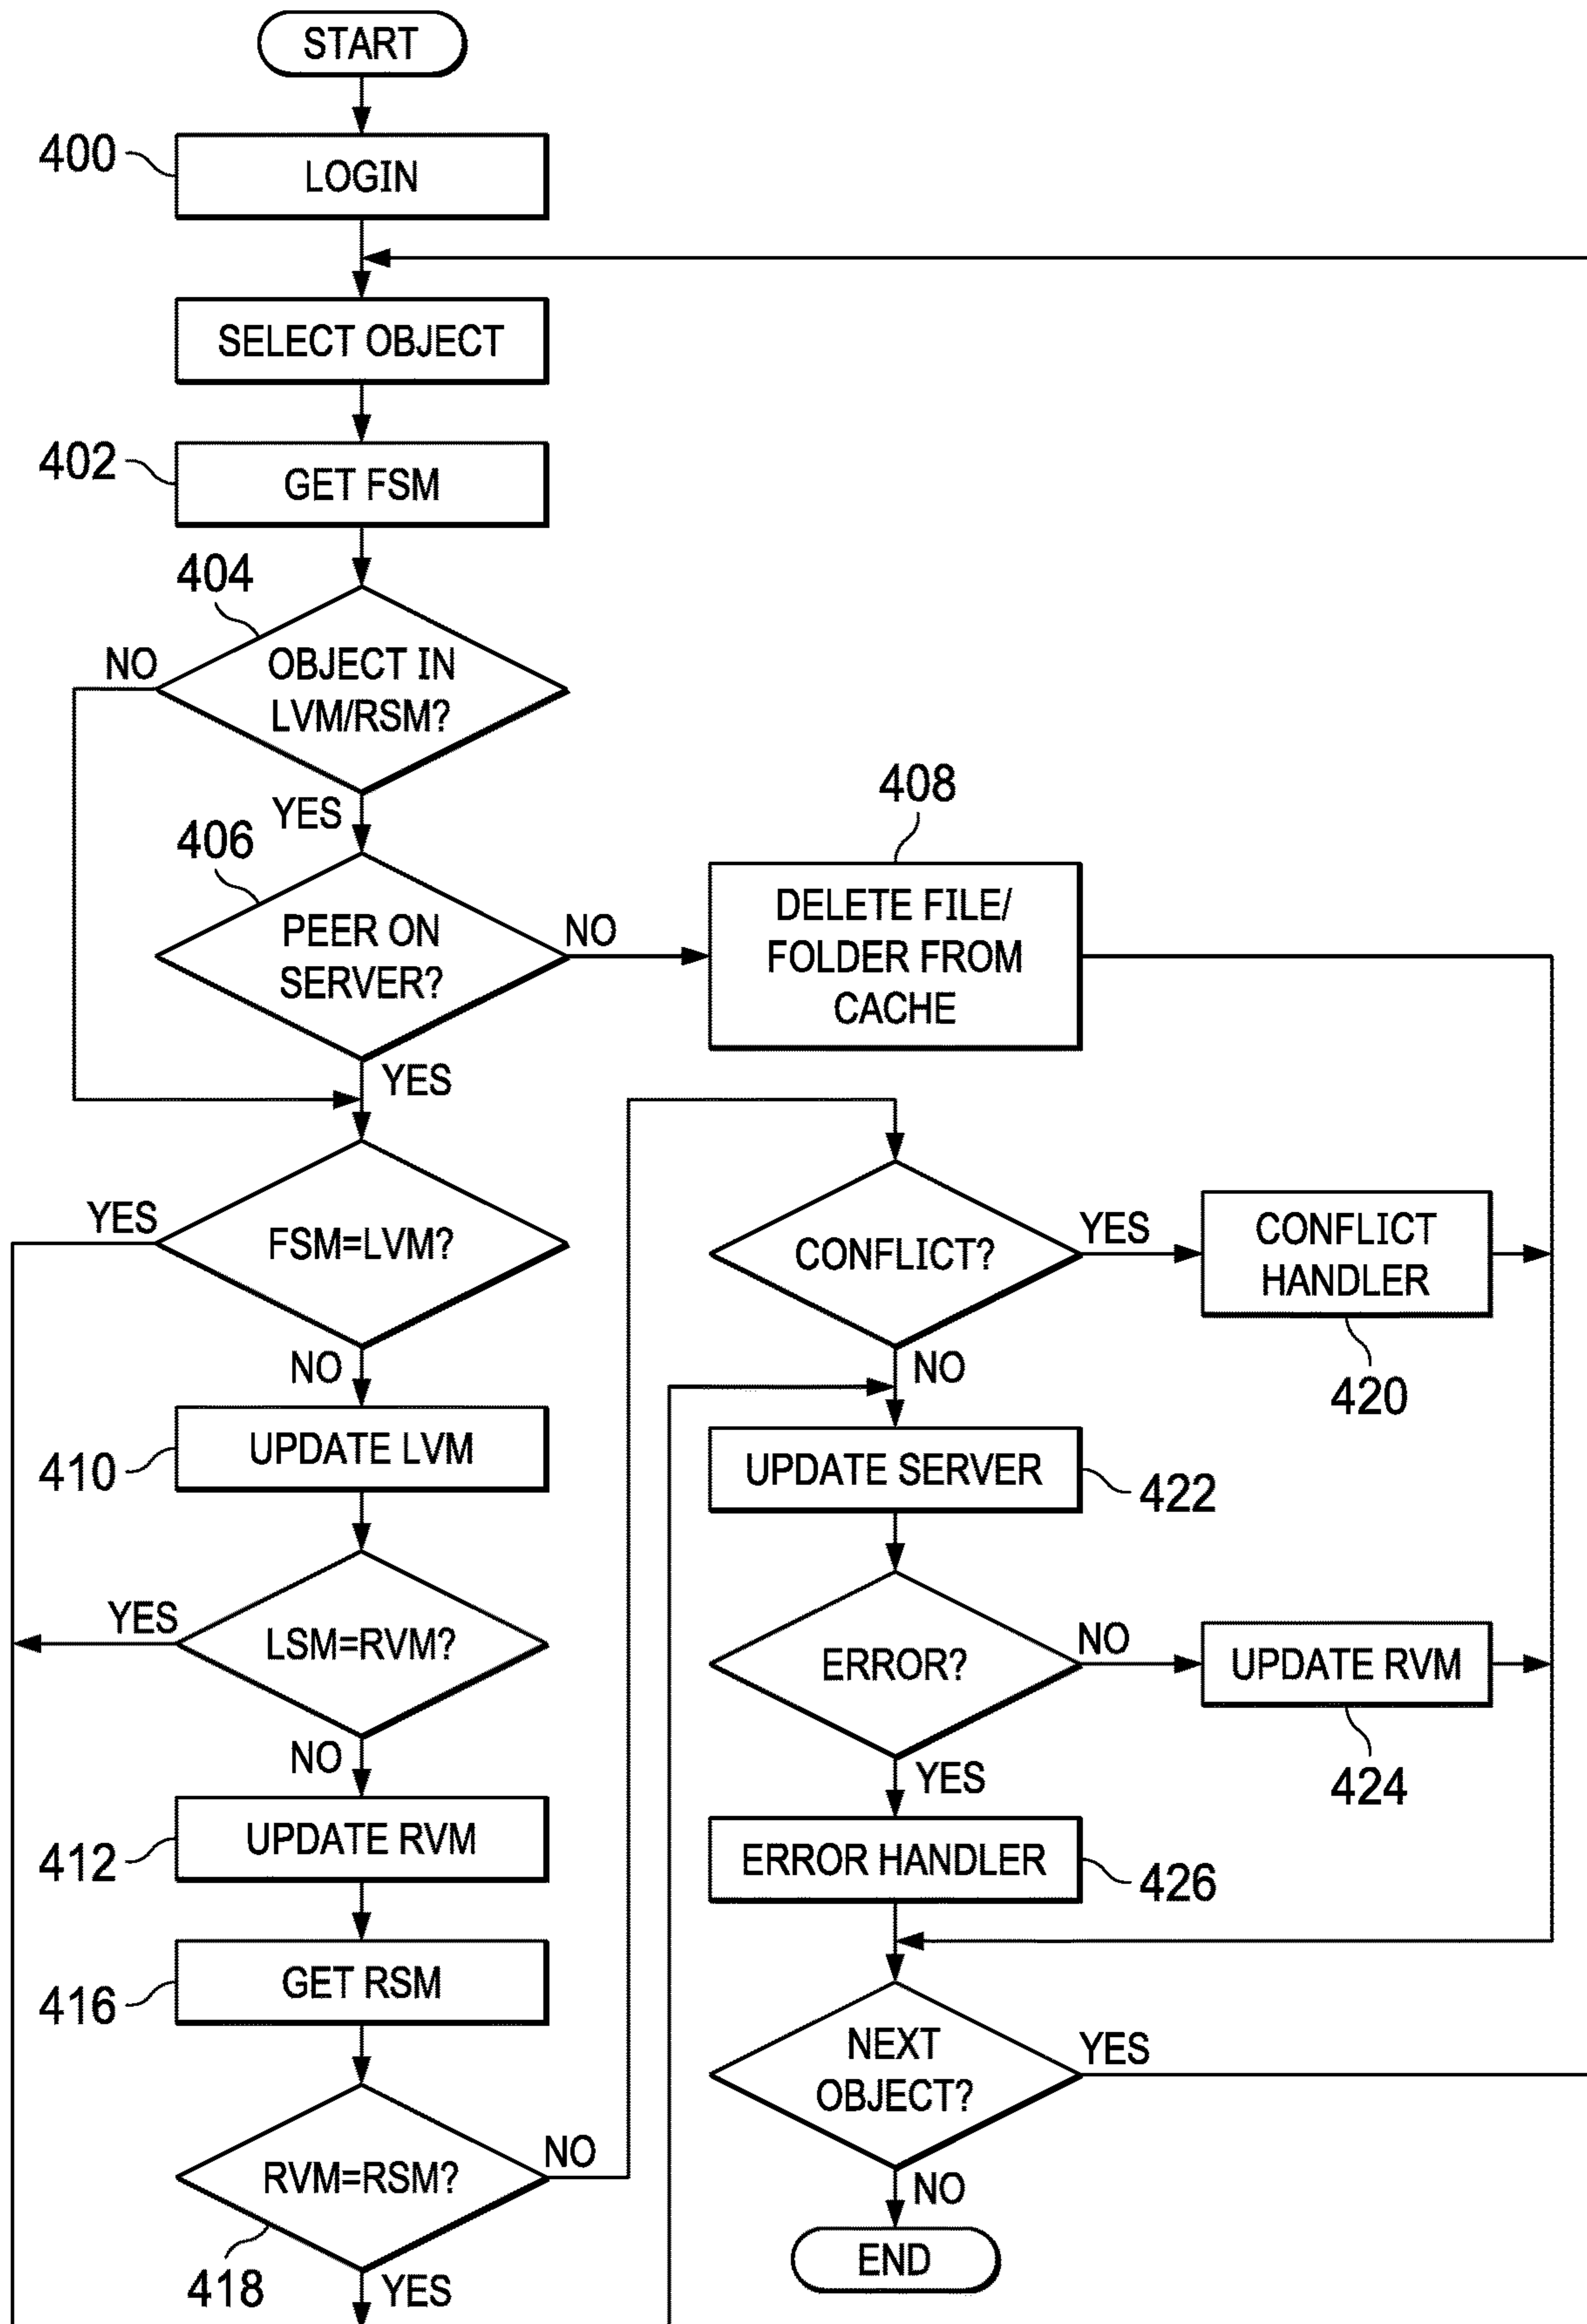 START
400
LOGIN
SELECT OBJECT
402
GET FSM
404
NO
OBJECT IN
LVM/RSM?
YES
406
PEER ON
SERVER?
NO
408
DELETE FILE/
FOLDER FROM
CACHE
YES
YES
FSM=LVM?
NO
410
UPDATE LVM
YES
LSM=RVM?
NO
412
UPDATE RVM
416
GET RSM
RVM=RSM?
NO
418
YES
CONFLICT?
YES
CONFLICT
HANDLER
420
NO
UPDATE SERVER
422
ERROR?
NO
UPDATE RVM
424
YES
ERROR HANDLER
426
NEXT
OBJECT?
YES
NO
END